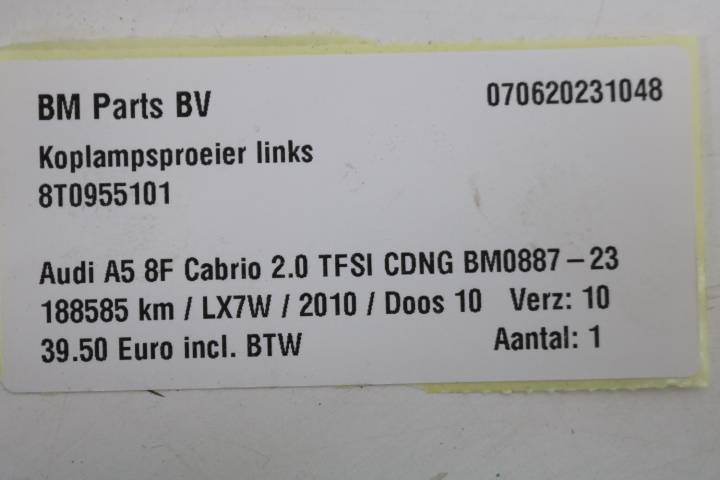 BM Parts BV 070620231048
Koplampsproeier links
8T0955101
Audi A5 8F Cabrio 2.0 TFSI CDNG BM0887-23
188585 km / LX7W / 2010 / Doos 10 Verz: 10
39.50 Euro incl. BTW Aantal: 1